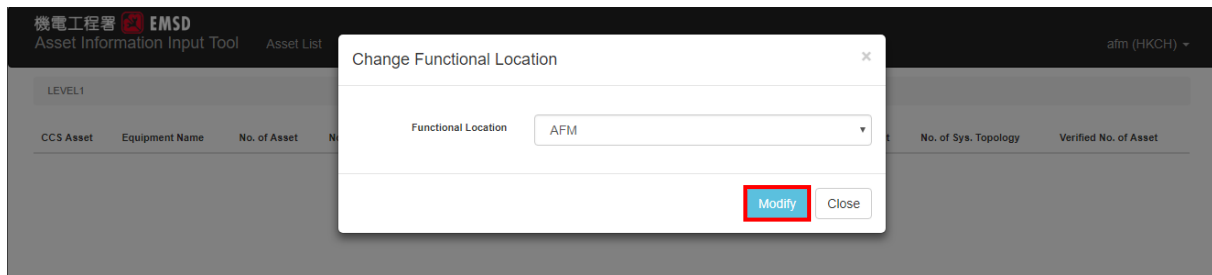 機電工程署 EMSD
Asset Information Input Tool Asset List afm (HKCH)
Change Functional Location ×
LEVEL1
Functional Location AFM
CCS Asset Equipment Name No. of Asset No. of Sys. Topology Verified No. of Asset
Modify Close